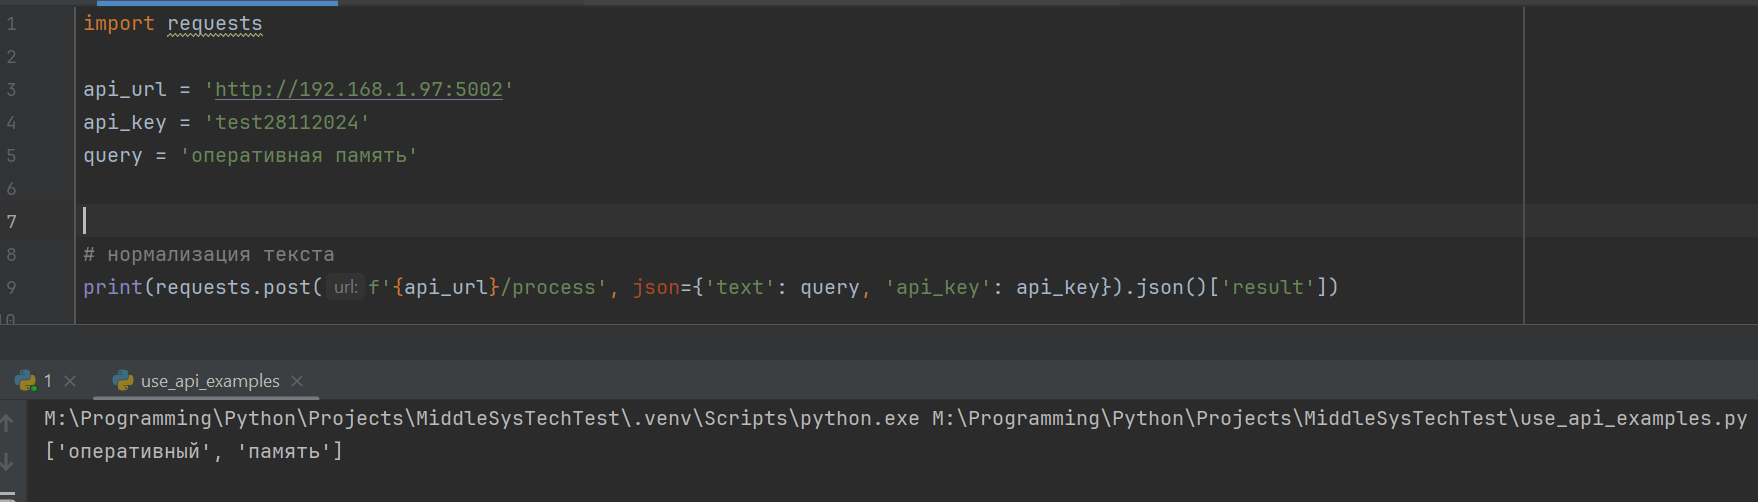 1 import requests
2
3 api_url = 'http://192.168.1.97:5002'
4 api_key = 'test28112024'
5 query = 'оперативная память'
6
7
8 # нормализация текста
9 print(requests.post( url: f'{api_url}/process', json={'text': query, 'api_key': api_key}).json()['result'])
10
1 × use_api_examples ×
M:\Programming\Python\Projects\MiddleSysTechTest\.venv\Scripts\python.exe M:\Programming\Python\Projects\MiddleSysTechTest\use_api_examples.py
['оперативный', 'память']